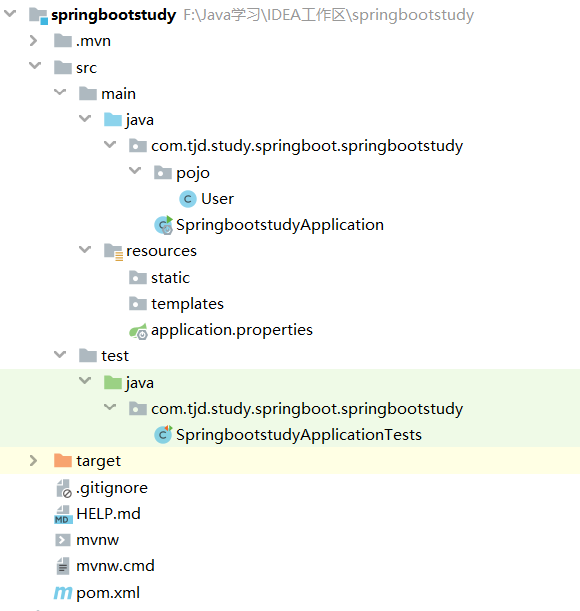 springbootstudy F:\Java学习\IDEA工作区\springbootstudy
.mvn
src
main
java
com.tjd.study.springboot.springbootstudy
pojo
C User
C SpringbootstudyApplication
resources
static
templates
application.properties
test
java
com.tjd.study.springboot.springbootstudy
C SpringbootstudyApplicationTests
target
.gitignore
MD HELP.md
mvnw
mvnw.cmd
m pom.xml